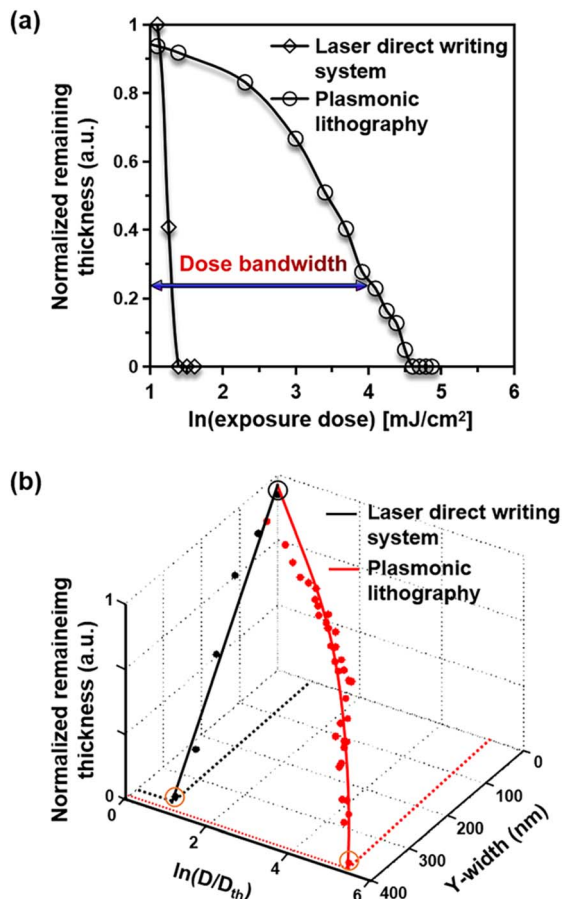 (a)
Laser direct writing
system
Plasmonic
lithography
Dose bandwidth
Normalized remaining
thickness (a.u.)
1
0.8
0.6
0.4
0.2
0
1 2 3 4 5 6
ln(exposure dose) [mJ/cm²]
(b)
Laser direct writing
system
Plasmonic
lithography
Normalized remaineimg
thickness (a.u.)
1
0
0 2 4 6
ln(D/Dth)
400 300 200 100 0
Y-width (nm)